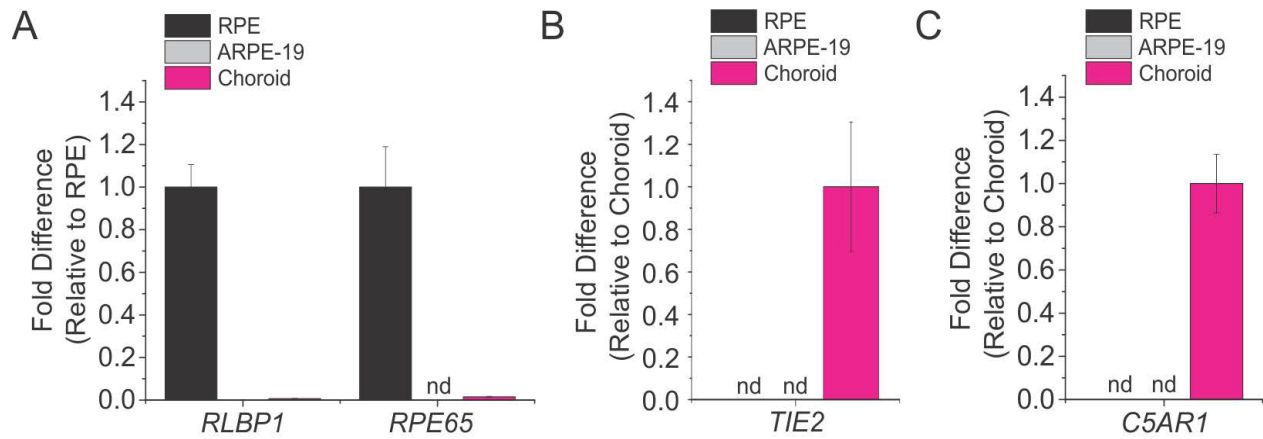 A
RPE
ARPE-19
Choroid
Fold Difference
(Relative to RPE)
1.4
1.2
1.0
0.8
0.6
0.4
0.2
0.0
nd
RLBP1 RPE65
B
RPE
ARPE-19
Choroid
Fold Difference
(Relative to Choroid)
1.4
1.2
1.0
0.8
0.6
0.4
0.2
0.0
nd nd
TIE2
C
RPE
ARPE-19
Choroid
Fold Difference
(Relative to Choroid)
1.4
1.2
1.0
0.8
0.6
0.4
0.2
0.0
nd nd
C5AR1